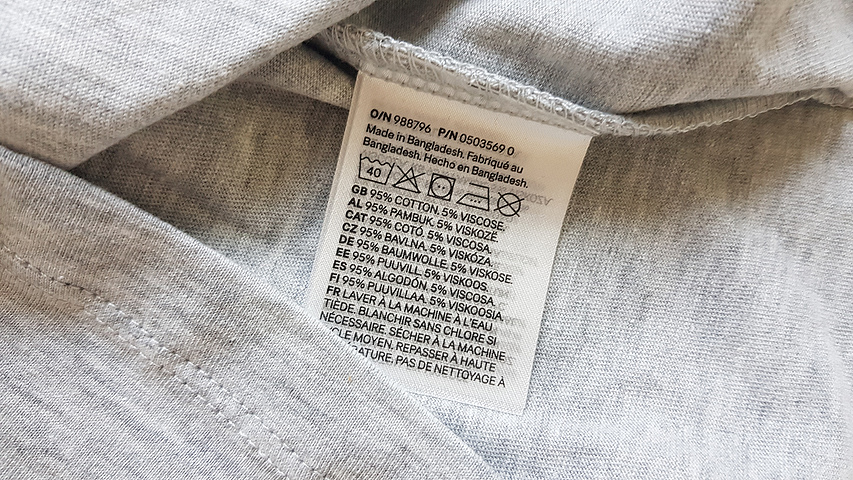 O/N 988796 P/N 0503569 0
Made in Bangladesh. Fabriqué au
Bangladesh. Hecho en Bangladesh.
40
GB 95% COTTON. 5% VISCOSE.
AL 95% PAMBUK. 5% VISKOZË.
CAT 95% COTÓ. 5% VISCOSA.
CZ 95% BAVLNA. 5% VISKÓZA.
DE 95% BAUMWOLLE. 5% VISKOSE.
EE 95% PUUVILL. 5% VISKOOS.
ES 95% ALGODÓN. 5% VISCOSA.
FI 95% PUUVILLAA. 5% VISKOOSIA.
FR LAVER À LA MACHINE À L'EAU
TIÈDE. BLANCHIR SANS CHLORE SI
NÉCESSAIRE. SÉCHER À LA MACHINE
MOYEN. REPASSER À HAUTE
PAS DE NETTOYAGE À